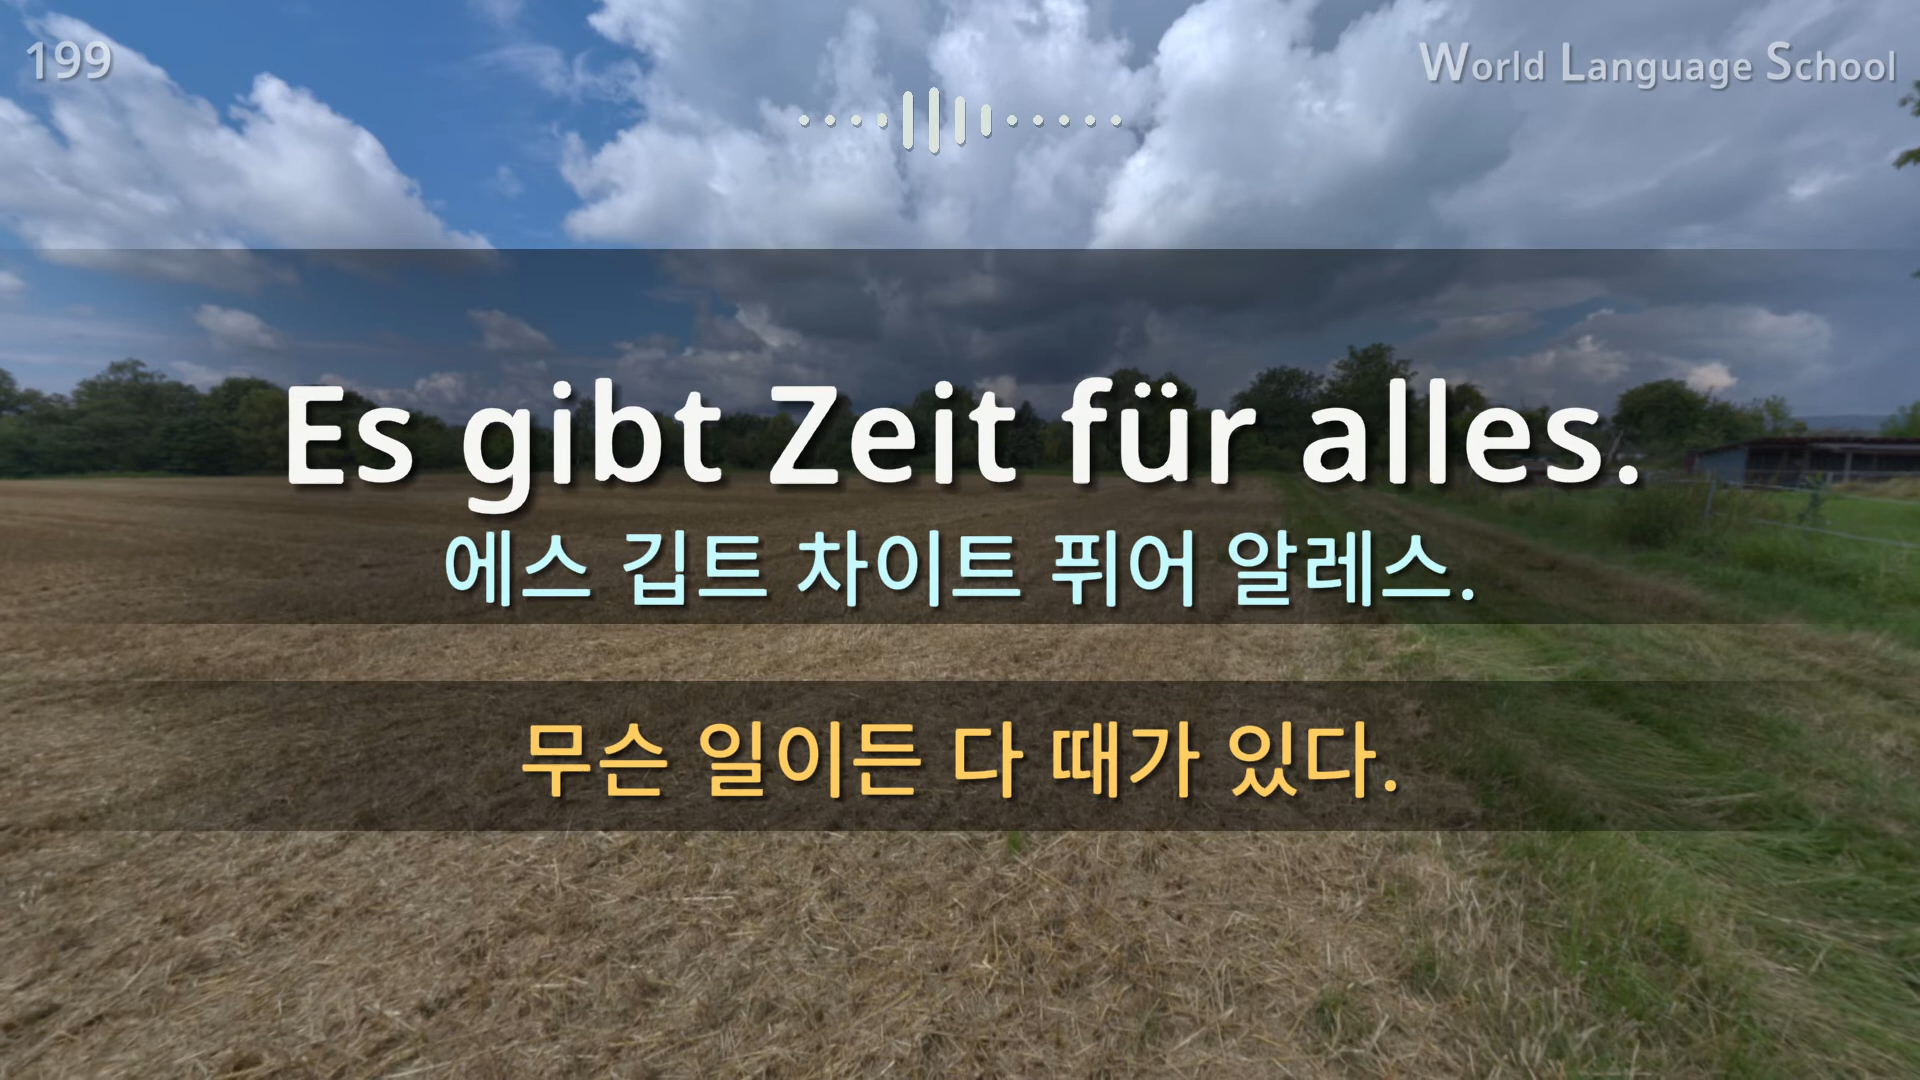 199
World Language School
Es gibt Zeit für alles.
에스 깁트 차이트 퓌어 알레스.
무슨 일이든 다 때가 있다.